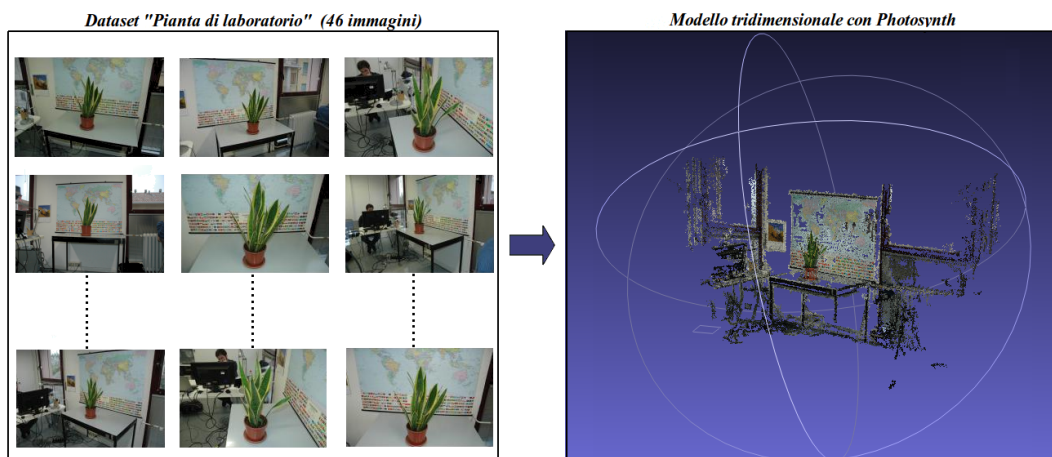 Dataset "Pianta di laboratorio" (46 immagini)
Modello tridimensionale con Photosynth